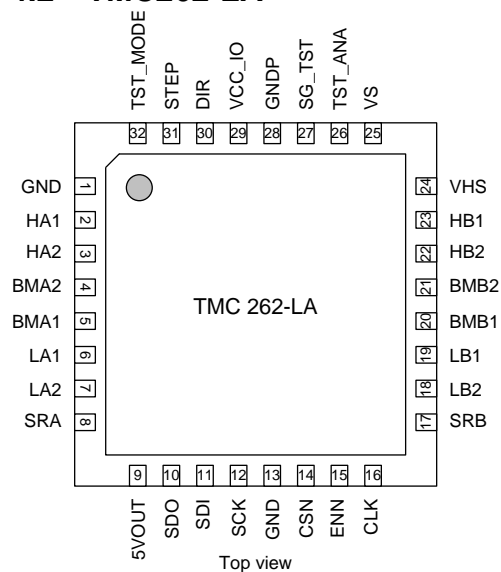 TST_MODE
STEP
DIR
VCC_IO
GNDP
SG_TST
TST_ANA
VS
32
31
30
29
28
27
26
25
GND 1
HA1 2
HA2 3
BMA2 4
BMA1 5
LA1 6
LA2 7
SRA 8
TMC 262-LA
24 VHS
23 HB1
22 HB2
21 BMB2
20 BMB1
19 LB1
18 LB2
17 SRB
9
10
11
12
13
14
15
16
5VOUT
SDO
SDI
SCK
GND
CSN
ENN
CLK
Top view